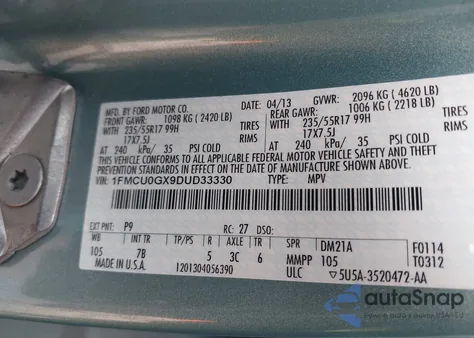 MFD. BY FORD MOTOR CO. 04/13 GVWR: 2096 KG ( 4620 LB)
FRONT GAWR: 1098 KG ( 2420 LB) REAR GAWR: 1006 KG ( 2218 LB)
WITH 235/55R17 99H TIRES WITH 235/55R17 99H TIRES
17X7.5J RIMS 17X7.5J RIMS
AT 240 kPa/ 35 PSI COLD AT 240 kPa/ 35 PSI COLD
THIS VEHICLE CONFORMS TO ALL APPLICABLE FEDERAL MOTOR VEHICLE SAFETY AND THEFT
PREVENTION STANDARDS IN EFFECT ON THE DATE OF MANUFACTURE SHOWN ABOVE.
VIN: 1FMCU0GX9DUD33330 TYPE: MPV
EXT PNT: P9 RC: 27 DSO:
WB INT TR TP/PS R AXLE TR SPR DM21A F0114
105 7B 5 3C 6 MMPP 105 T0312
MADE IN U.S.A. 1201304056390 ULC 5U5A-3520472-AA
autoSnap